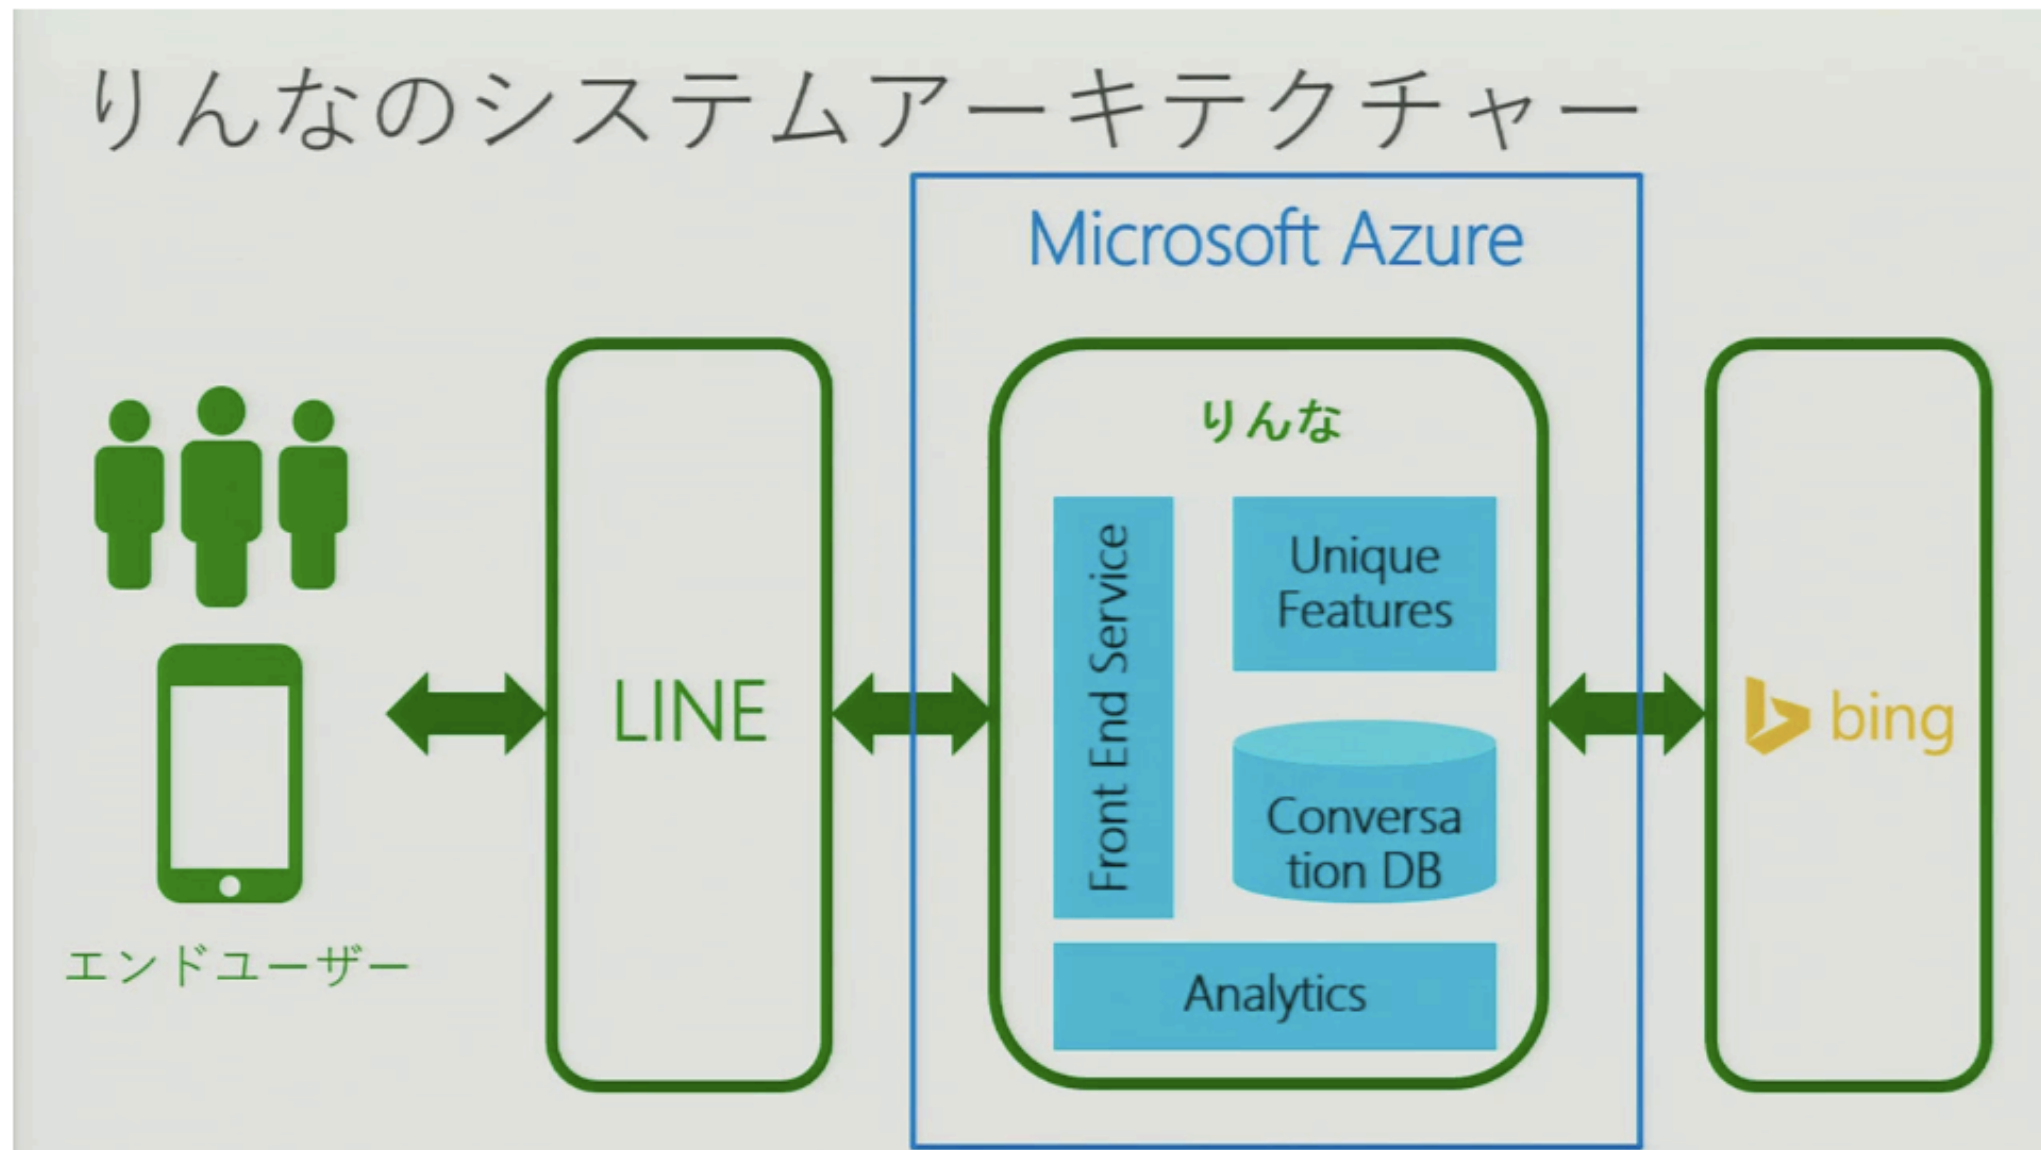 りんなのシステムアーキテクチャー
Microsoft Azure
エンドユーザー
LINE
りんな
Front End Service
Unique
Features
Conversa
tion DB
Analytics
bing